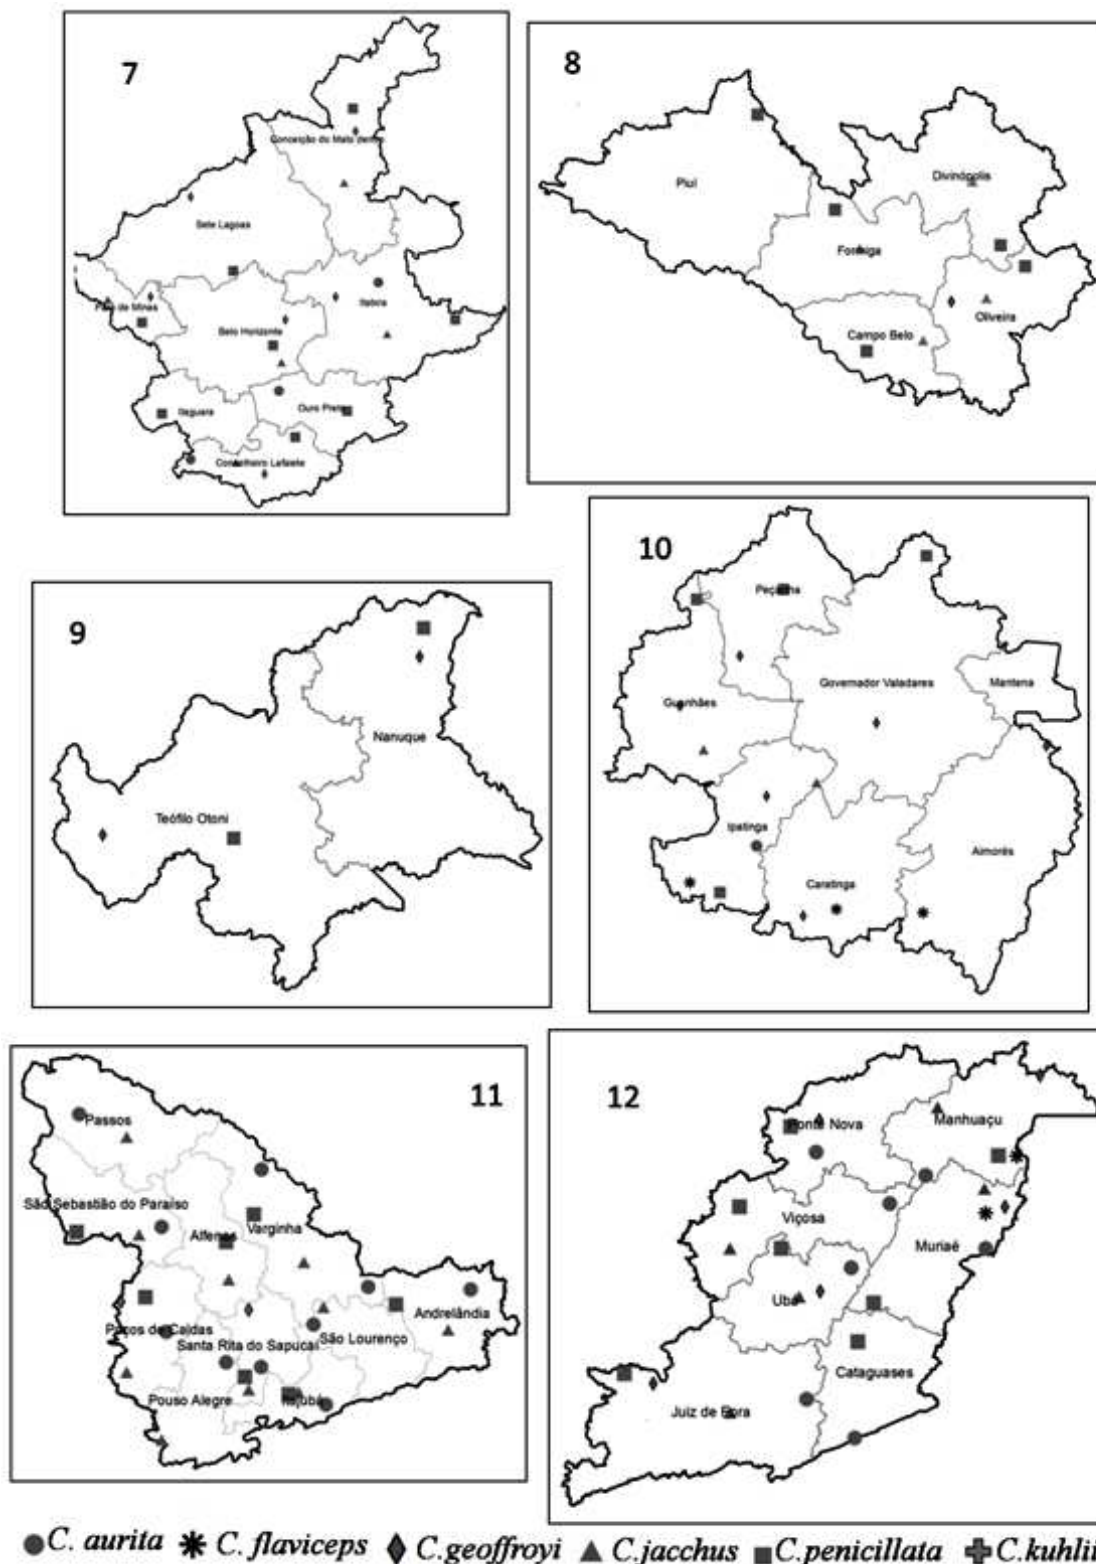 7
Conceição do Mato Dentro
Sete Lagoas
Pará de Minas
Itabira
Belo Horizonte
Itaguara
Ouro Preto
Conselheiro Lafaiete
8
Piuí
Divinópolis
Formiga
Campo Belo
Oliveira
9
Nanuque
Teófilo Otoni
10
Peçanha
Governador Valadares
Mantena
Guanhães
Ipatinga
Caratinga
Aimorés
11
Passos
São Sebastião do Paraíso
Alfenas
Varginha
Poços de Caldas
Santa Rita do Sapucaí
São Lourenço
Andrelândia
Pouso Alegre
Itajubá
12
Ponte Nova
Manhuaçu
Viçosa
Muriaé
Ubá
Cataguases
Juiz de Fora
C. aurita C. flaviceps C.geoffroyi C.jacchus C.penicillata C.kuhlii